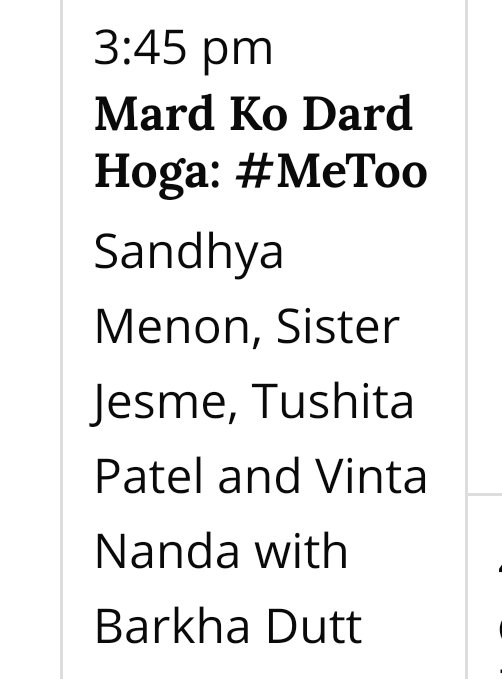 3:45 pm
Mard Ko Dard
Hoga: #MeToo
Sandhya
Menon, Sister
Jesme, Tushita
Patel and Vinta
Nanda with
Barkha Dutt